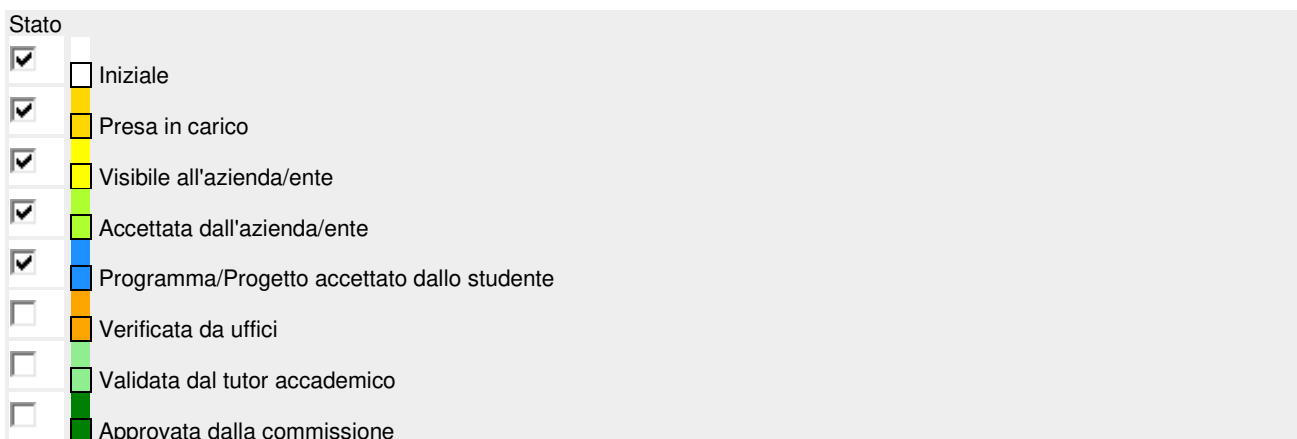 Stato
Iniziale
Presa in carico
Visibile all'azienda/ente
Accettata dall'azienda/ente
Programma/Progetto accettato dallo studente
Verificata da uffici
Validata dal tutor accademico
Approvata dalla commissione